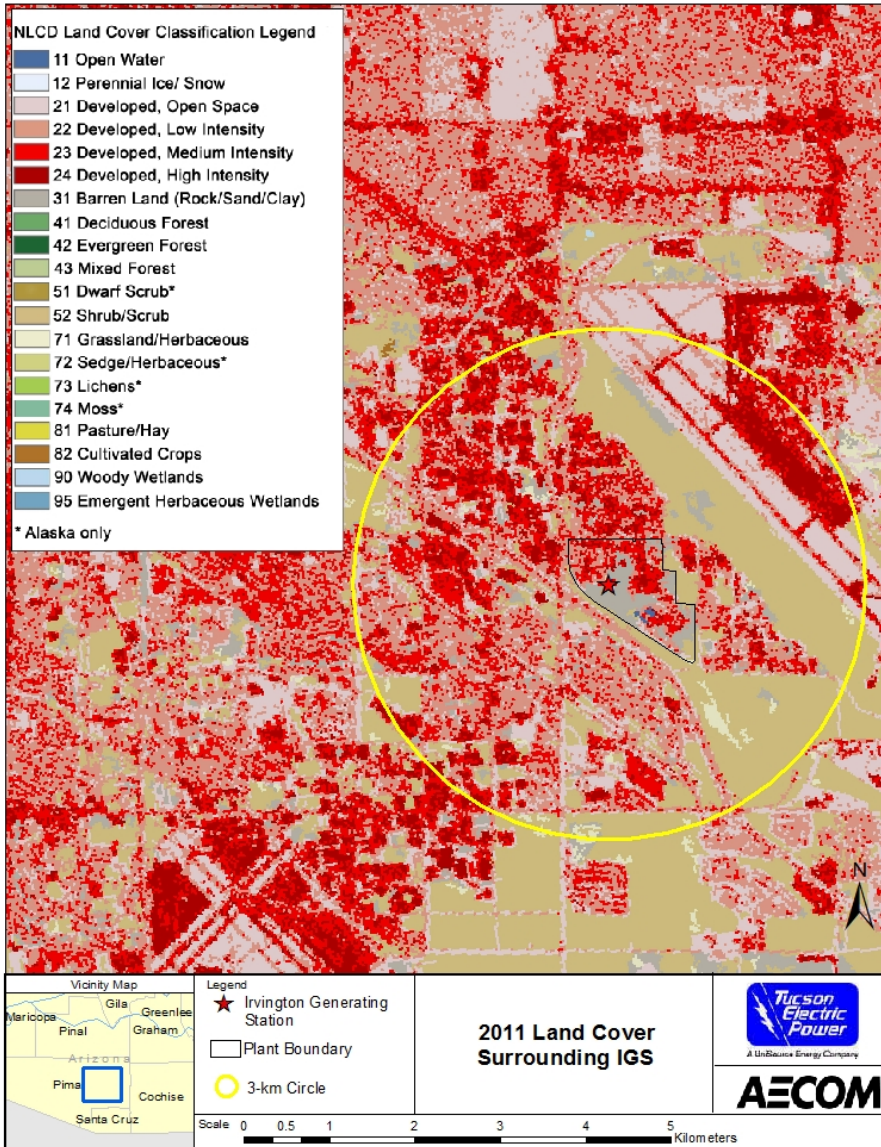 NLCD Land Cover Classification Legend
11 Open Water
12 Perennial Ice/ Snow
21 Developed, Open Space
22 Developed, Low Intensity
23 Developed, Medium Intensity
24 Developed, High Intensity
31 Barren Land (Rock/Sand/Clay)
41 Deciduous Forest
42 Evergreen Forest
43 Mixed Forest
51 Dwarf Scrub*
52 Shrub/Scrub
71 Grassland/Herbaceous
72 Sedge/Herbaceous*
73 Lichens*
74 Moss*
81 Pasture/Hay
82 Cultivated Crops
90 Woody Wetlands
95 Emergent Herbaceous Wetlands
* Alaska only
N
Vicinity Map
Maricopa
Gila
Pinal
Greenlee
Graham
Arizona
Pima
Cochise
Santa Cruz
Legend
Irvington Generating
Station
Plant Boundary
3-km Circle
2011 Land Cover
Surrounding IGS
Tucson
Electric
Power
A UniSource Energy Company
AECOM
Scale 0 0.5 1 2 3 4 5
Kilometers